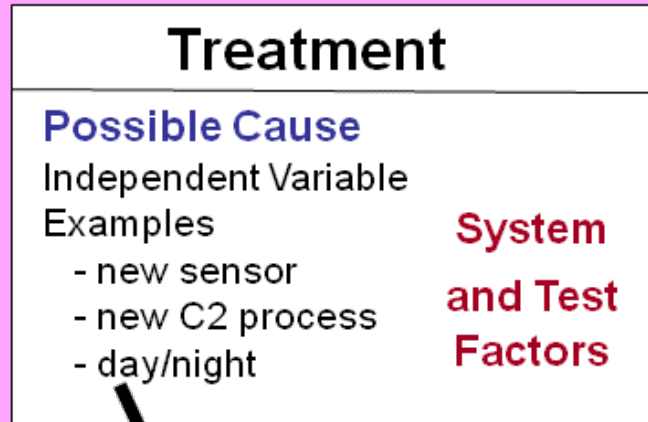 Treatment
Possible Cause
Independent Variable
Examples
- new sensor
- new C2 process
- day/night
System
and Test
Factors